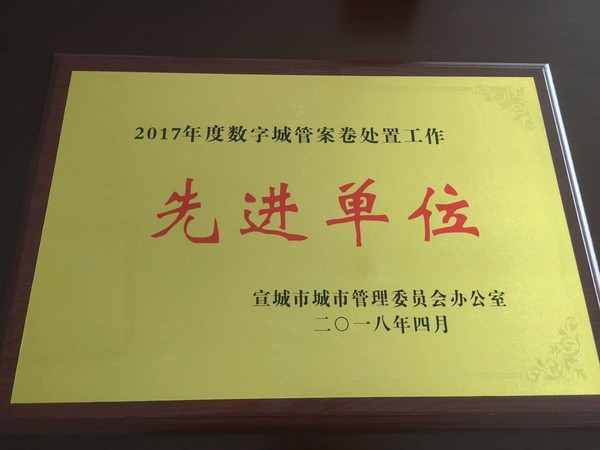 2017年度数字城管案卷处置工作
先进单位
宣城市城市管理委员会办公室
二〇一八年四月